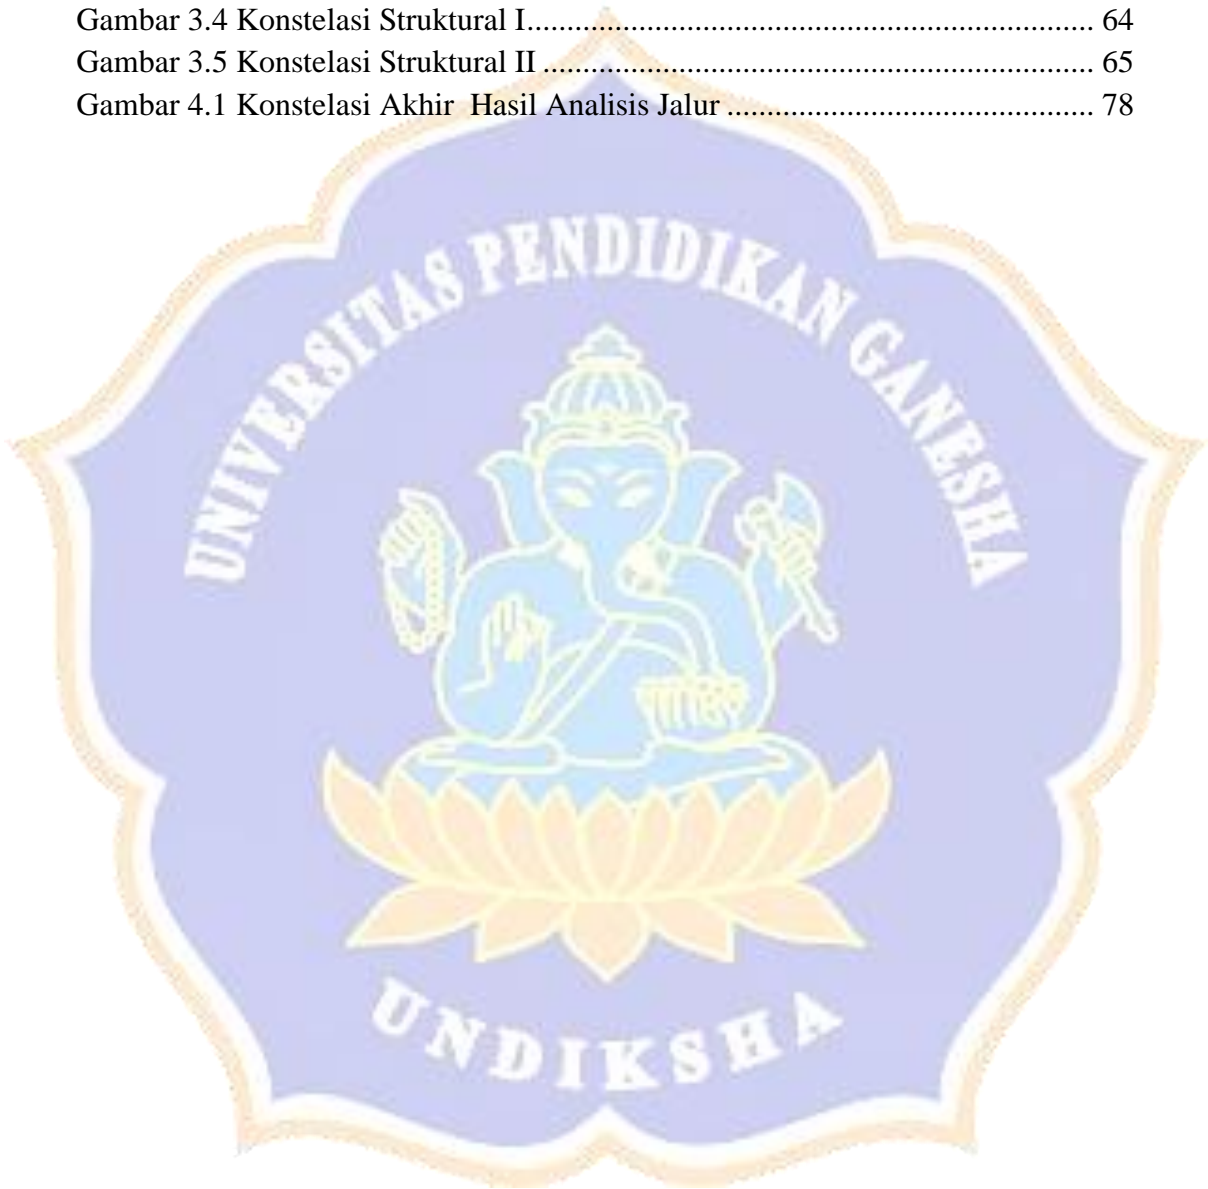 Gambar 3.4 Konstelasi Struktural I....................................................................... 64
Gambar 3.5 Konstelasi Struktural II ..................................................................... 65
Gambar 4.1 Konstelasi Akhir  Hasil Analisis Jalur .............................................. 78
UNIVERSITAS PENDIDIKAN GANESHA
UNDIKSHA